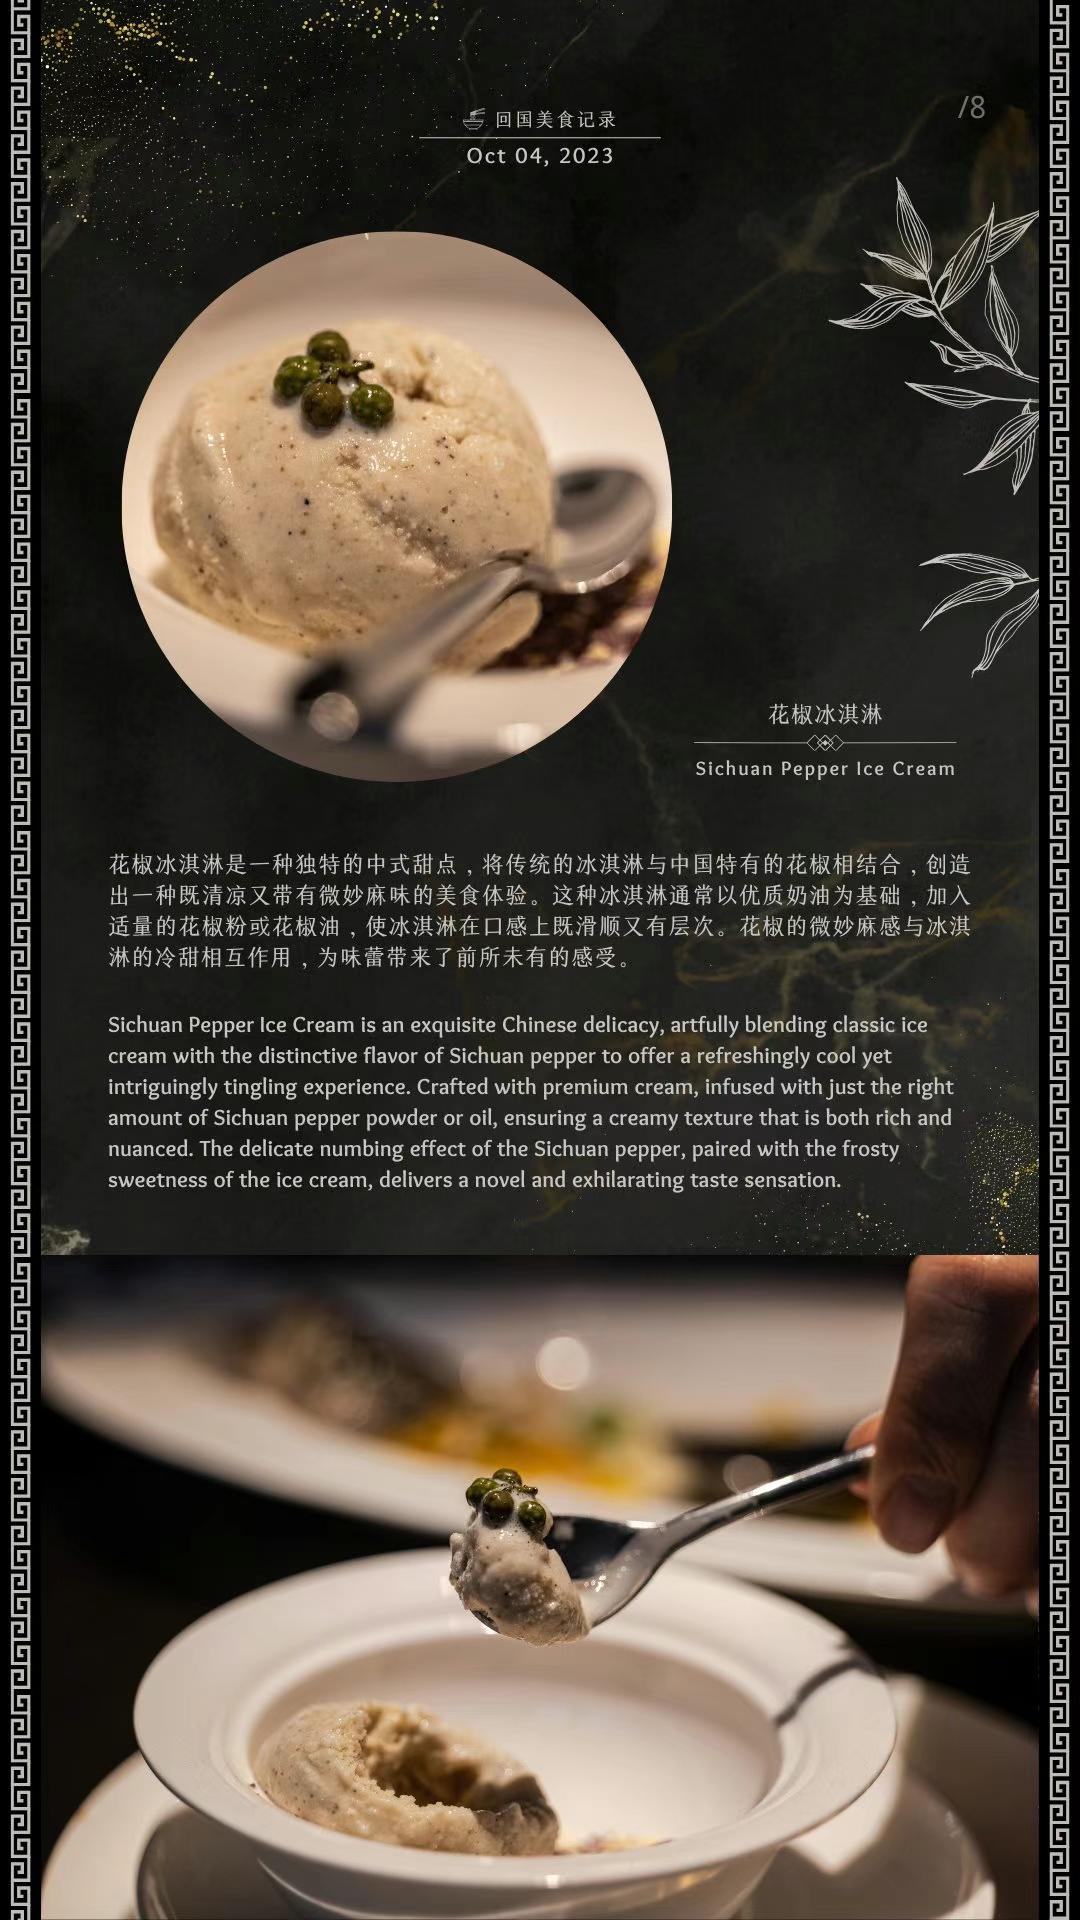 回国美食记录
Oct 04, 2023
/8
花椒冰淇淋
Sichuan Pepper Ice Cream
花椒冰淇淋是一种独特的中式甜点，将传统的冰淇淋与中国特有的花椒相结合，创造
出一种既清凉又带有微妙麻味的美食体验。这种冰淇淋通常以优质奶油为基础，加入
适量的花椒粉或花椒油，使冰淇淋在口感上既滑顺又有层次。花椒的微妙麻感与冰淇
淋的冷甜相互作用，为味蕾带来了前所未有的感受。
Sichuan Pepper Ice Cream is an exquisite Chinese delicacy, artfully blending classic ice
cream with the distinctive flavor of Sichuan pepper to offer a refreshingly cool yet
intriguingly tingling experience. Crafted with premium cream, infused with just the right
amount of Sichuan pepper powder or oil, ensuring a creamy texture that is both rich and
nuanced. The delicate numbing effect of the Sichuan pepper, paired with the frosty
sweetness of the ice cream, delivers a novel and exhilarating taste sensation.